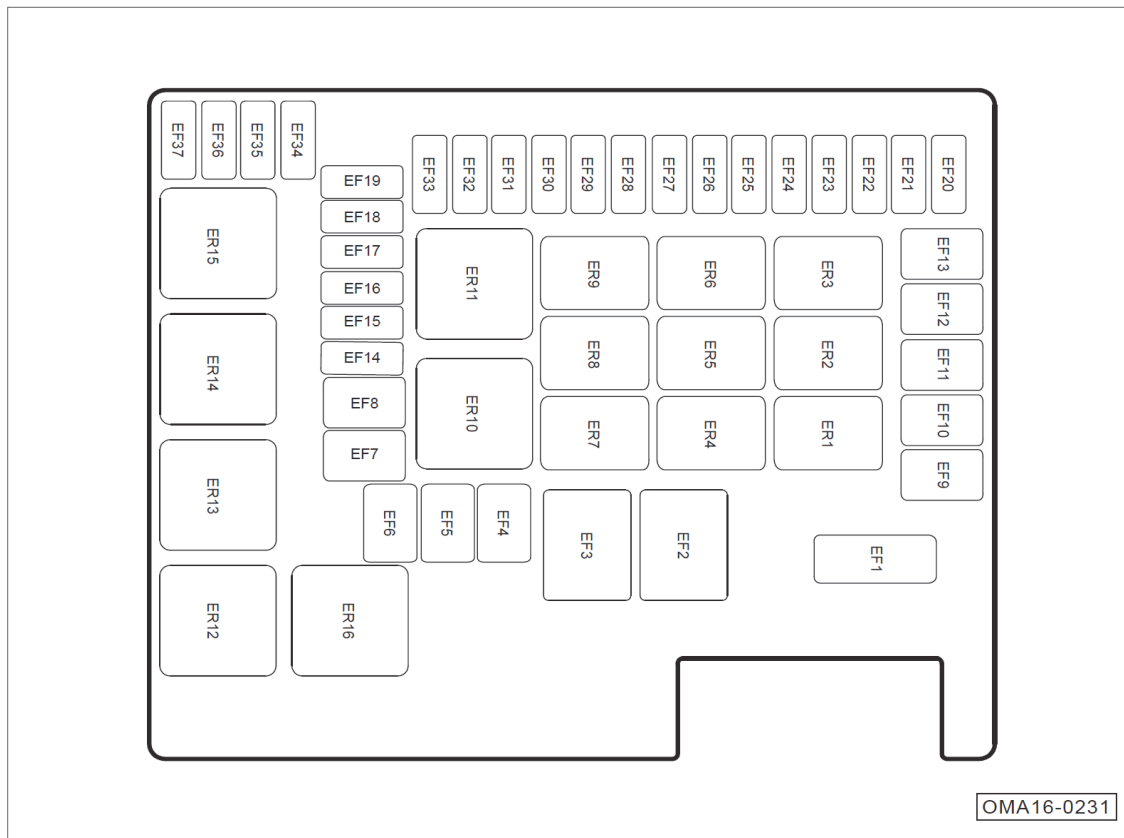 EF37 EF36 EF35 EF34
EF33 EF32 EF31 EF30 EF29 EF28 EF27 EF26 EF25 EF24 EF23 EF22 EF21 EF20
EF19
EF18
EF17
EF16
EF15
EF14
EF8
EF7
ER15
ER14
ER13
ER12
ER16
ER11
ER10
ER9 ER6 ER3
ER8 ER5 ER2
ER7 ER4 ER1
EF13
EF12
EF11
EF10
EF9
EF6 EF5 EF4
EF3 EF2
EF1
OMA16-0231